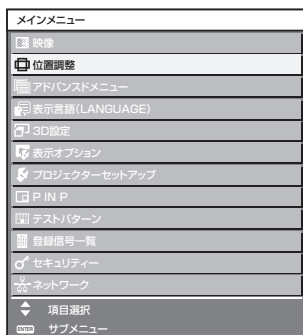 メインメニュー
映像
位置調整
アドバンスドメニュー
表示言語(LANGUAGE)
3D設定
表示オプション
プロジェクターセットアップ
P IN P
テストパターン
登録信号一覧
セキュリティー
ネットワーク
項目選択
ENTER サブメニュー